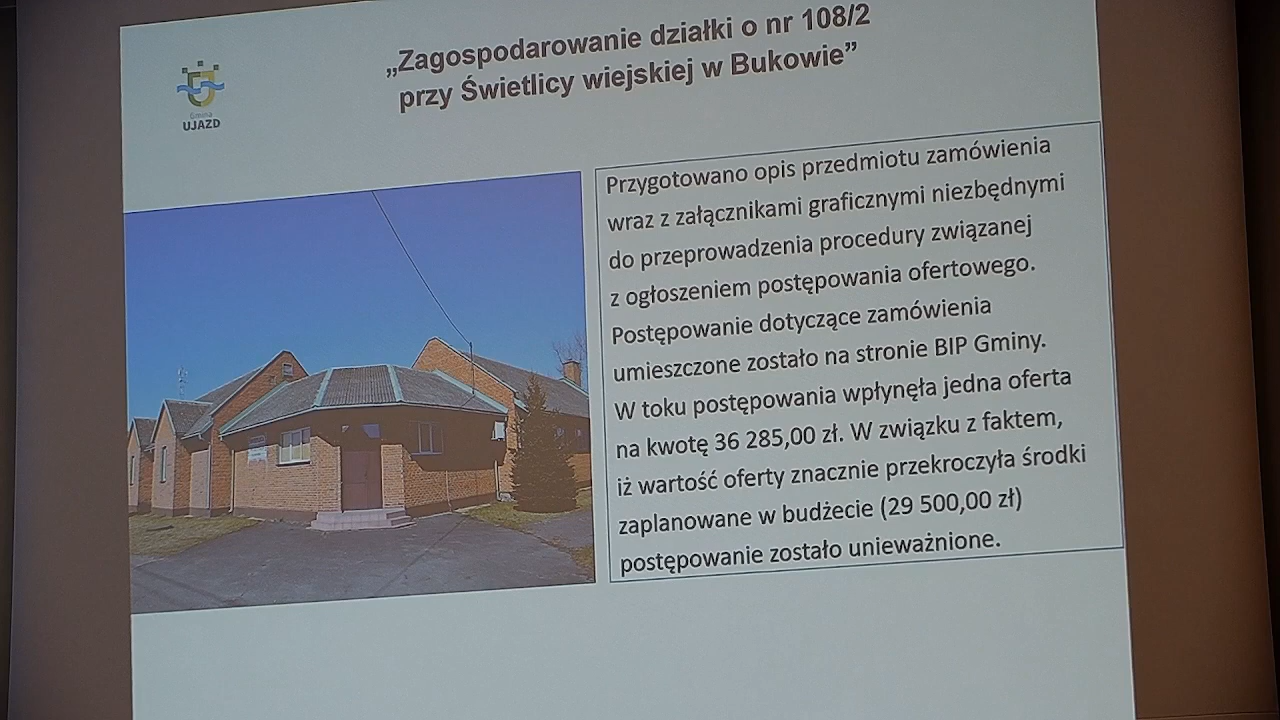 „Zagospodarowanie działki o nr 108/2
przy Świetlicy wiejskiej w Bukowie”
Gmina
UJAZD
Przygotowano opis przedmiotu zamówienia
wraz z załącznikami graficznymi niezbędnymi
do przeprowadzenia procedury związanej
z ogłoszeniem postępowania ofertowego.
Postępowanie dotyczące zamówienia
umieszczone zostało na stronie BIP Gminy.
W toku postępowania wpłynęła jedna oferta
na kwotę 36 285,00 zł. W związku z faktem,
iż wartość oferty znacznie przekroczyła środki
zaplanowane w budżecie (29 500,00 zł)
postępowanie zostało unieważnione.